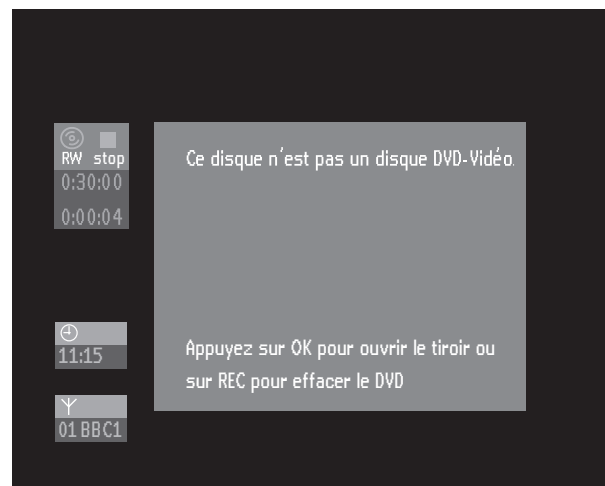 RW stop
0:30:00
0:00:04
Ce disque n'est pas un disque DVD-Vidéo.
11:15
Appuyez sur OK pour ouvrir le tiroir ou
sur REC pour effacer le DVD
01 BBC1